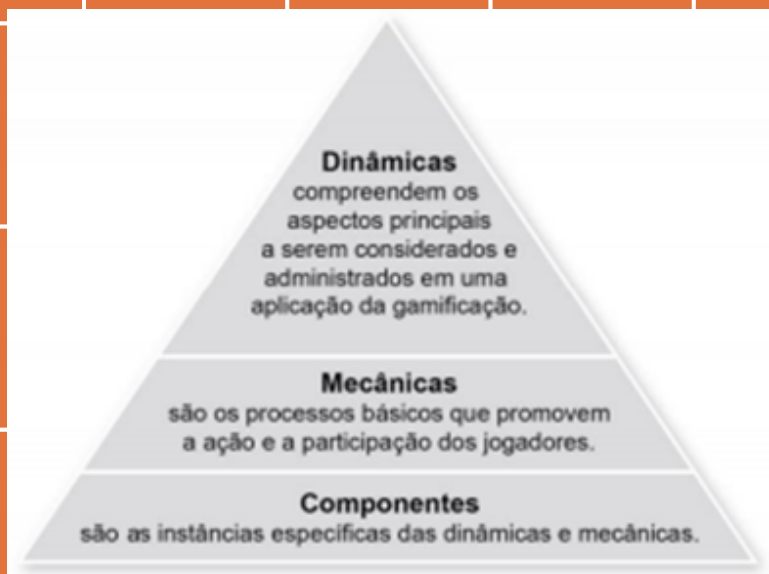 Dinâmicas
compreendem os
aspectos principais
a serem considerados e
administrados em uma
aplicação da gamificação.
Mecânicas
são os processos básicos que promovem
a ação e a participação dos jogadores.
Componentes
são as instâncias específicas das dinâmicas e mecânicas.